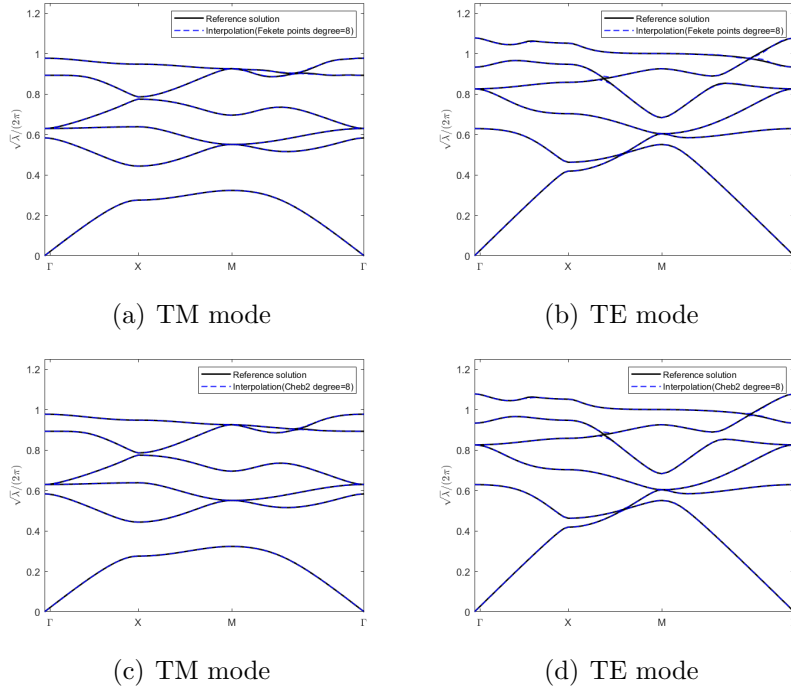 Reference solution
Interpolation(Fekete points degree=8)
1.2
1
0.8
0.6
0.4
0.2
0
√λ/(2π)
Γ
X
M
Γ
(a) TM mode
Reference solution
Interpolation(Fekete points degree=8)
1.2
1
0.8
0.6
0.4
0.2
0
√λ/(2π)
Γ
X
M
(b) TE mode
Reference solution
Interpolation(Cheb2 degree=8)
1.2
1
0.8
0.6
0.4
0.2
0
√λ/(2π)
Γ
X
M
Γ
(c) TM mode
Reference solution
Interpolation(Cheb2 degree=8)
1.2
1
0.8
0.6
0.4
0.2
0
√λ/(2π)
Γ
X
M
(d) TE mode